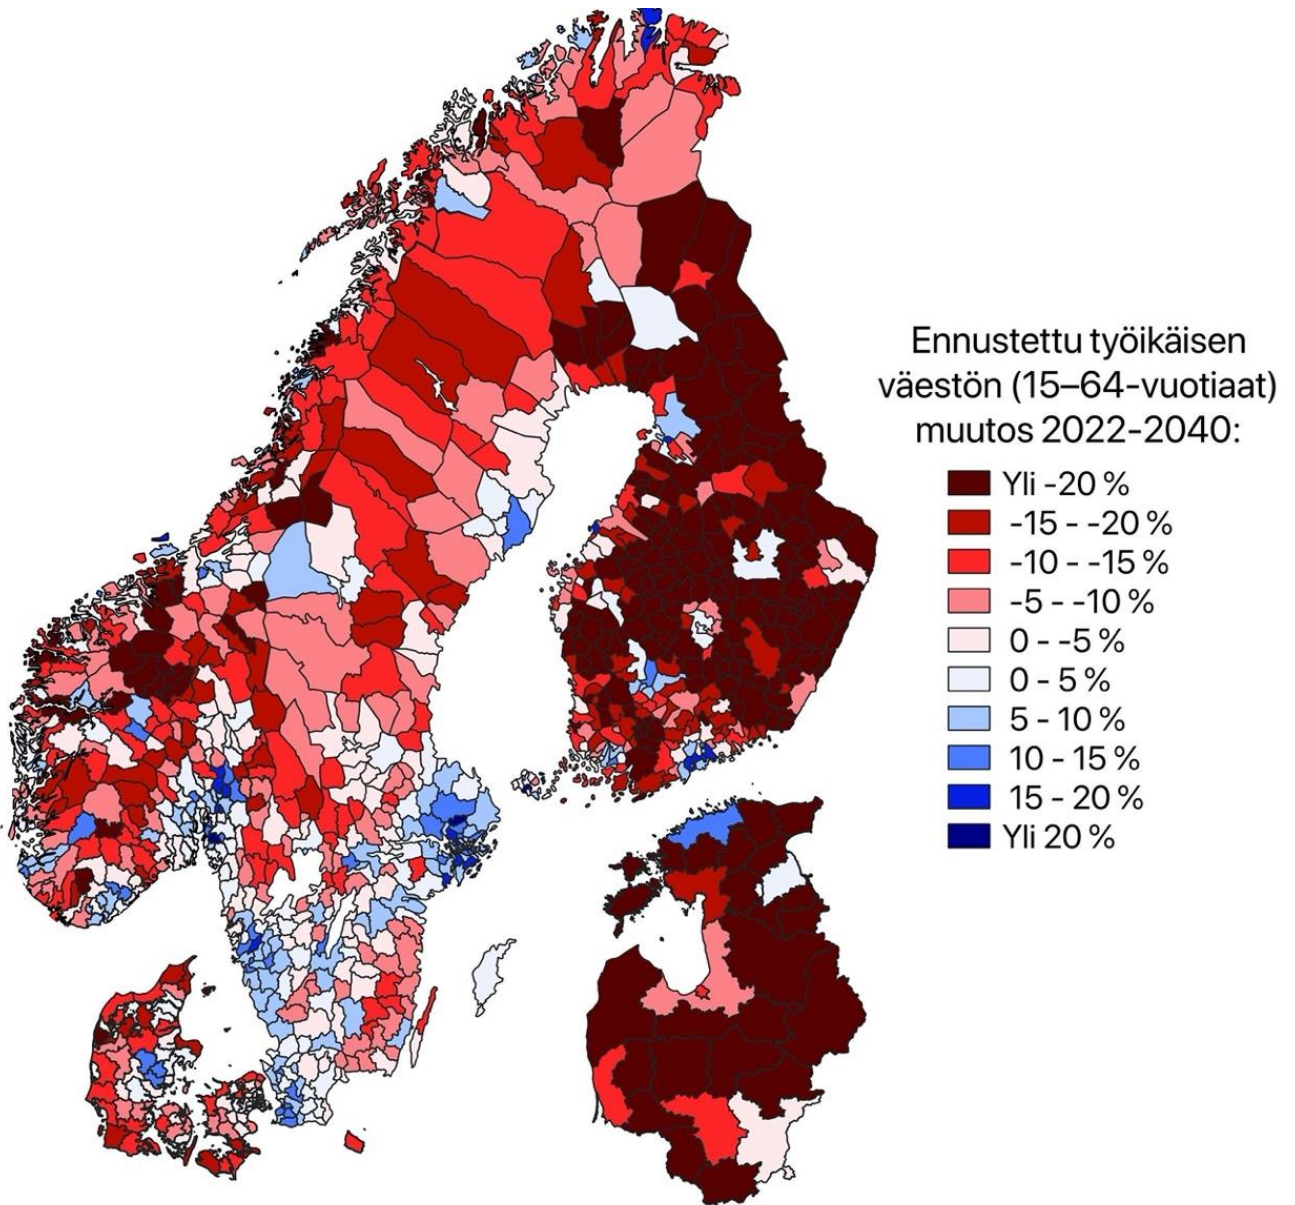 Ennustettu työikäisen
väestön (15–64-vuotiaat)
muutos 2022-2040:
Yli -20 %
-15 - -20 %
-10 - -15 %
-5 - -10 %
0 - -5 %
0 - 5 %
5 - 10 %
10 - 15 %
15 - 20 %
Yli 20 %